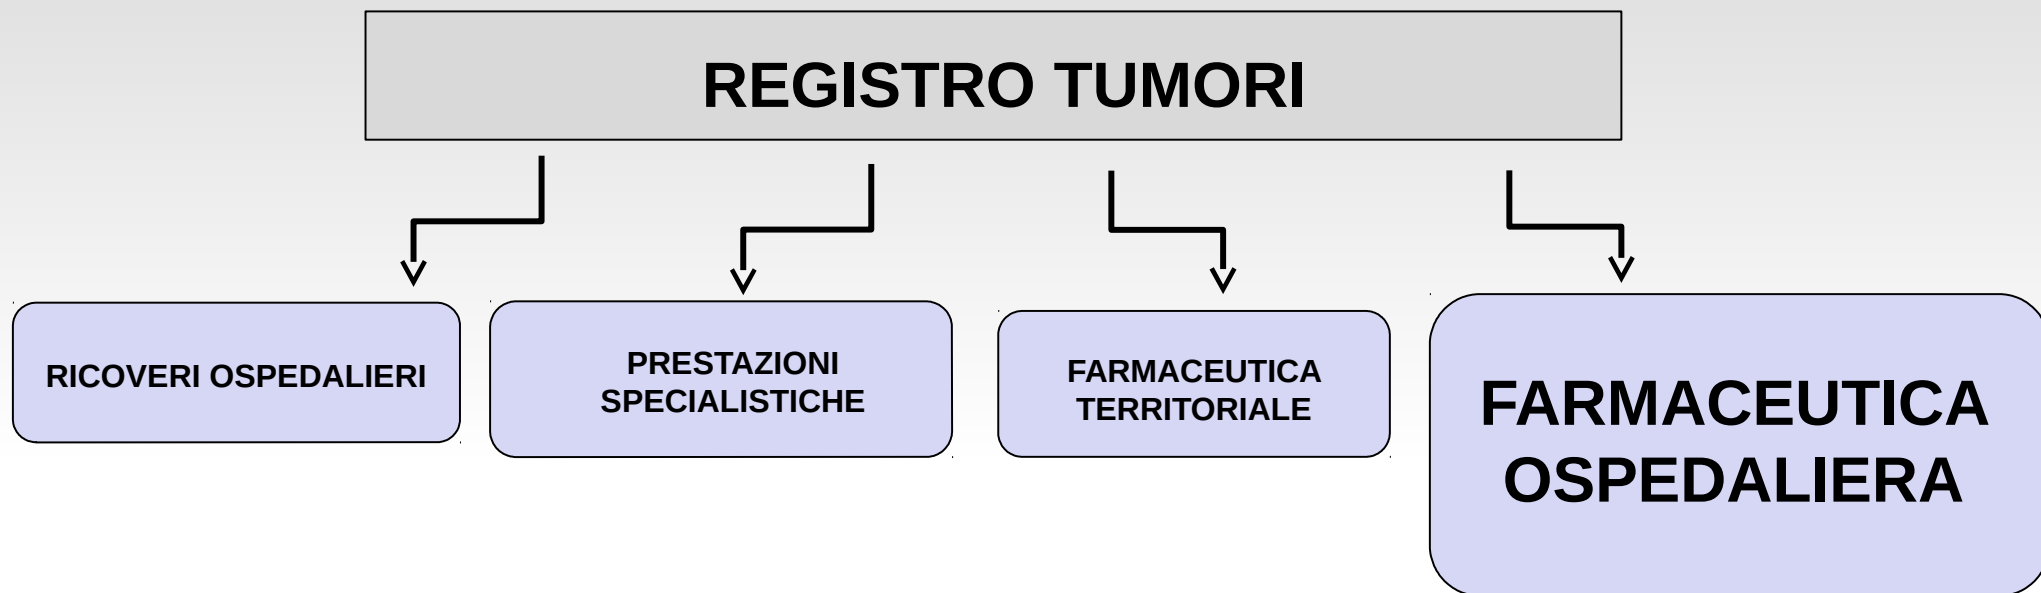 REGISTRO TUMORI
RICOVERI OSPEDALIERI
PRESTAZIONI
SPECIALISTICHE
FARMACEUTICA
TERRITORIALE
FARMACEUTICA
OSPEDALIERA